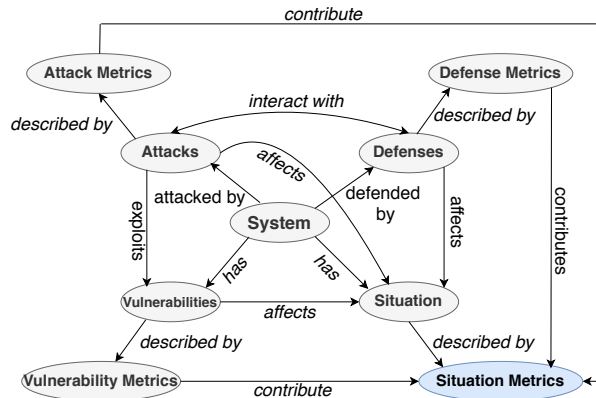 contribute
Attack Metrics
Defense Metrics
interact with
described by
described by
Attacks
affects
Defenses
attacked by
defended
by
exploits
System
affects
contributes
has
has
Vulnerabilities
affects
Situation
described by
described by
Vulnerability Metrics
contribute
Situation Metrics